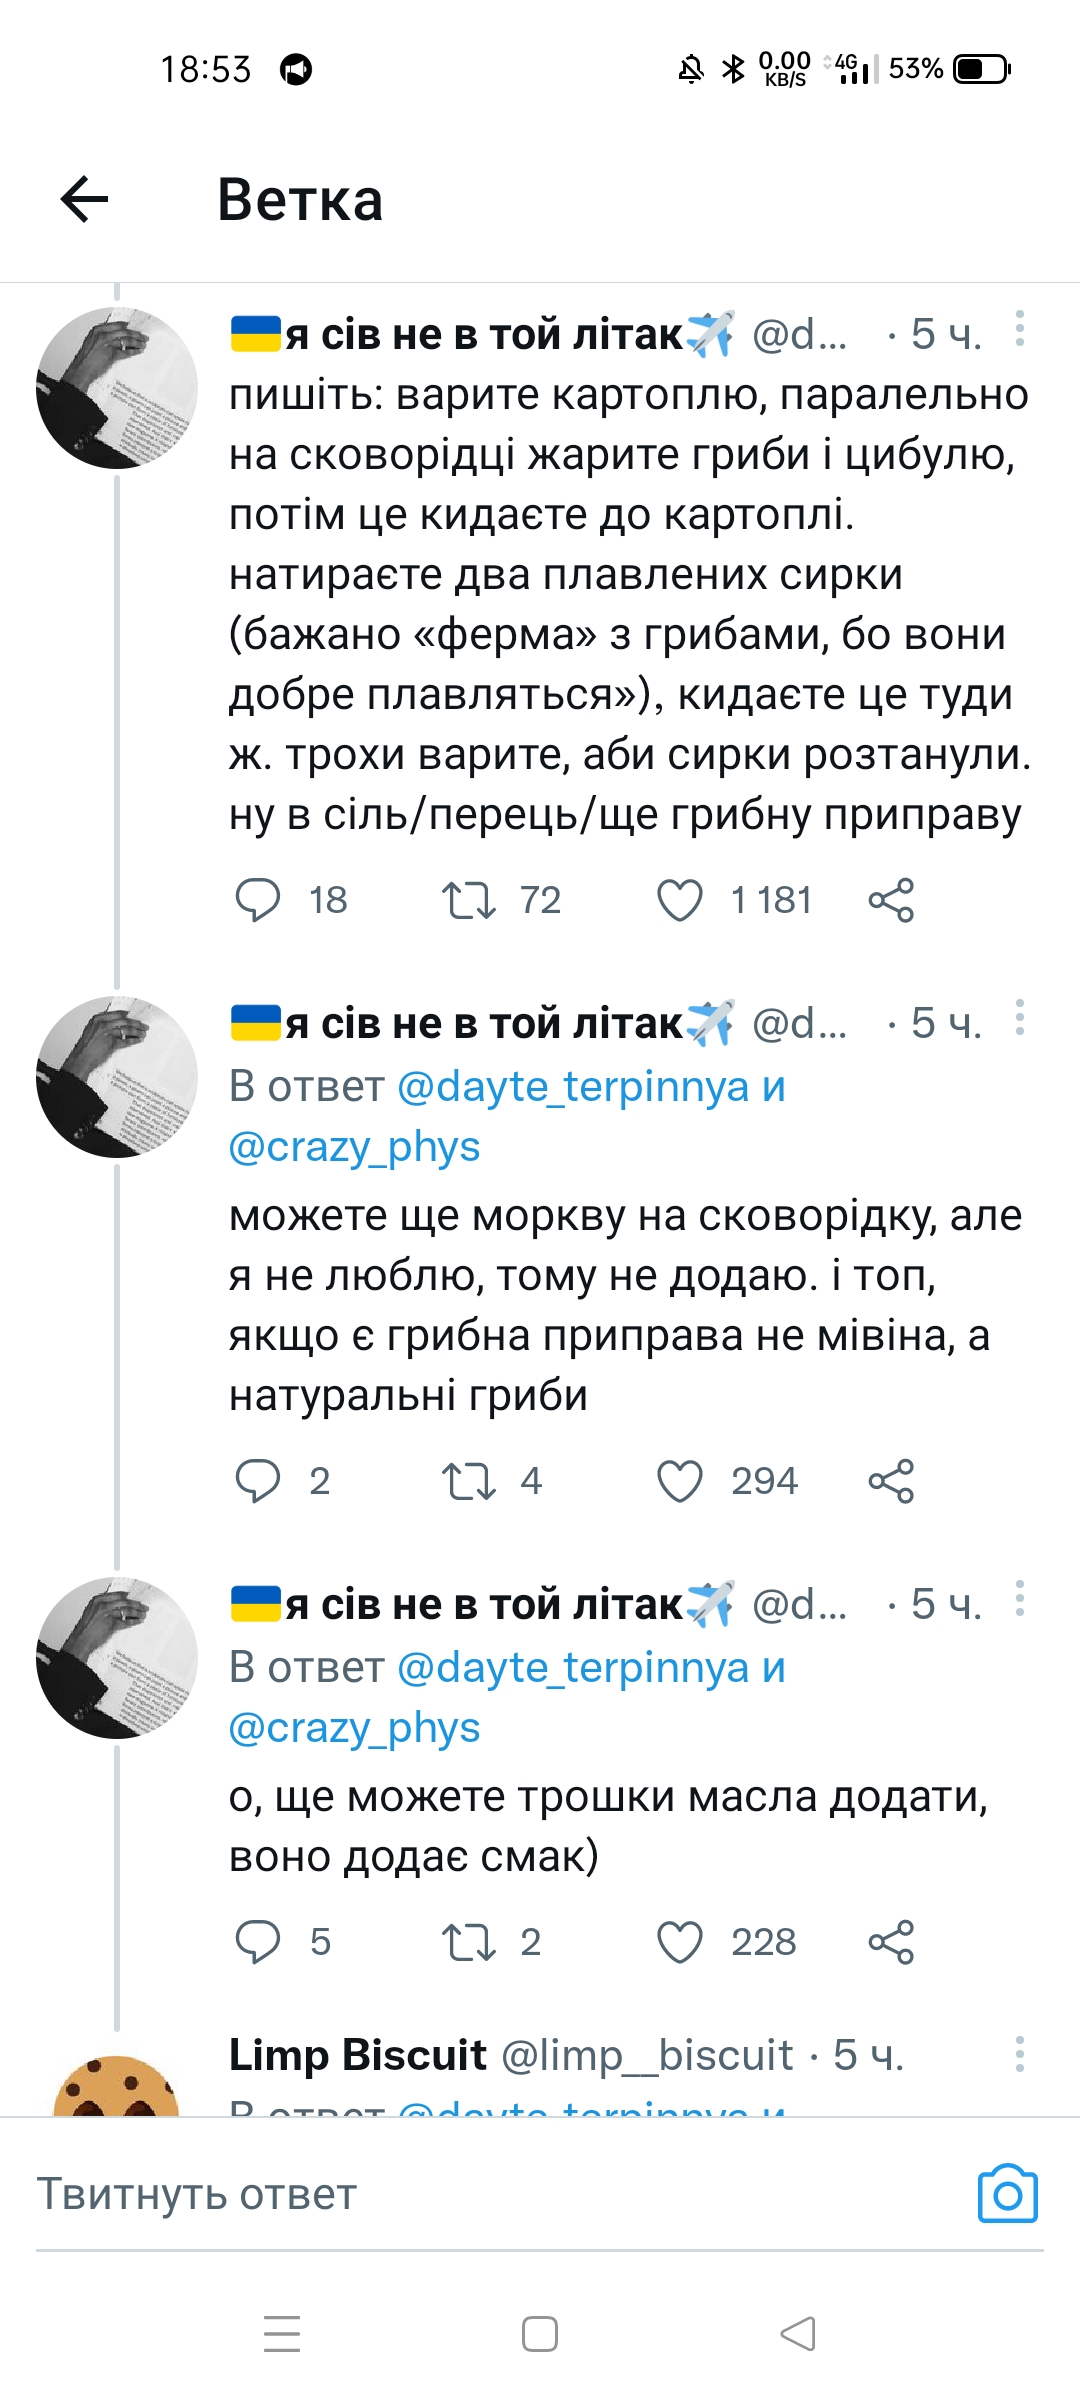 18:53 0.00 KB/S 4G 53%
Ветка
я сів не в той літак @d... · 5 ч.
пишіть: варите картоплю, паралельно
на сковорідці жарите гриби і цибулю,
потім це кидаєте до картоплі.
натираєте два плавлених сирки
(бажано «ферма» з грибами, бо вони
добре плавляться»), кидаєте це туди
ж. трохи варите, аби сирки розтанули.
ну в сіль/перець/ще грибну приправу
18 72 1 181
я сів не в той літак @d... · 5 ч.
В ответ @dayte_terpinnya и
@crazy_phys
можете ще моркву на сковорідку, але
я не люблю, тому не додаю. і топ,
якщо є грибна приправа не мівіна, а
натуральні гриби
2 4 294
я сів не в той літак @d... · 5 ч.
В ответ @dayte_terpinnya и
@crazy_phys
о, ще можете трошки масла додати,
воно додає смак)
5 2 228
Limp Biscuit @limp__biscuit · 5 ч.
В ответ @dayte_terpinnya и
Твитнуть ответ